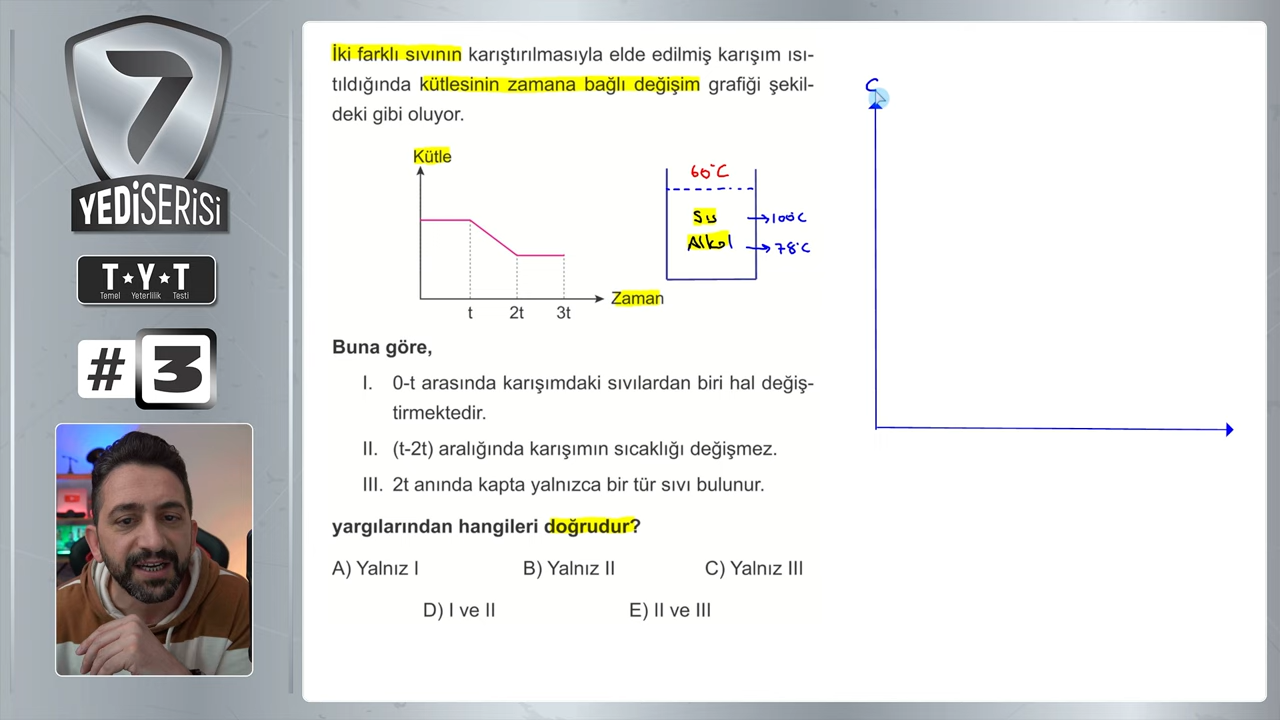 7
YEDİSERİSİ
T★Y★T
Temel Yeterlilik Testi
# 3
İki farklı sıvının karıştırılmasıyla elde edilmiş karışım ısı-
tıldığında kütlesinin zamana bağlı değişim grafiği şekil-
deki gibi oluyor.
Kütle
t 2t 3t
Zaman
60°C
Sıs
→100°C
Alkol
→78°C
C
Buna göre,
I. 0-t arasında karışımdaki sıvılardan biri hal değiş-
tirmektedir.
II. (t-2t) aralığında karışımın sıcaklığı değişmez.
III. 2t anında kapta yalnızca bir tür sıvı bulunur.
yargılarından hangileri doğrudur?
A) Yalnız I B) Yalnız II C) Yalnız III
D) I ve II E) II ve III